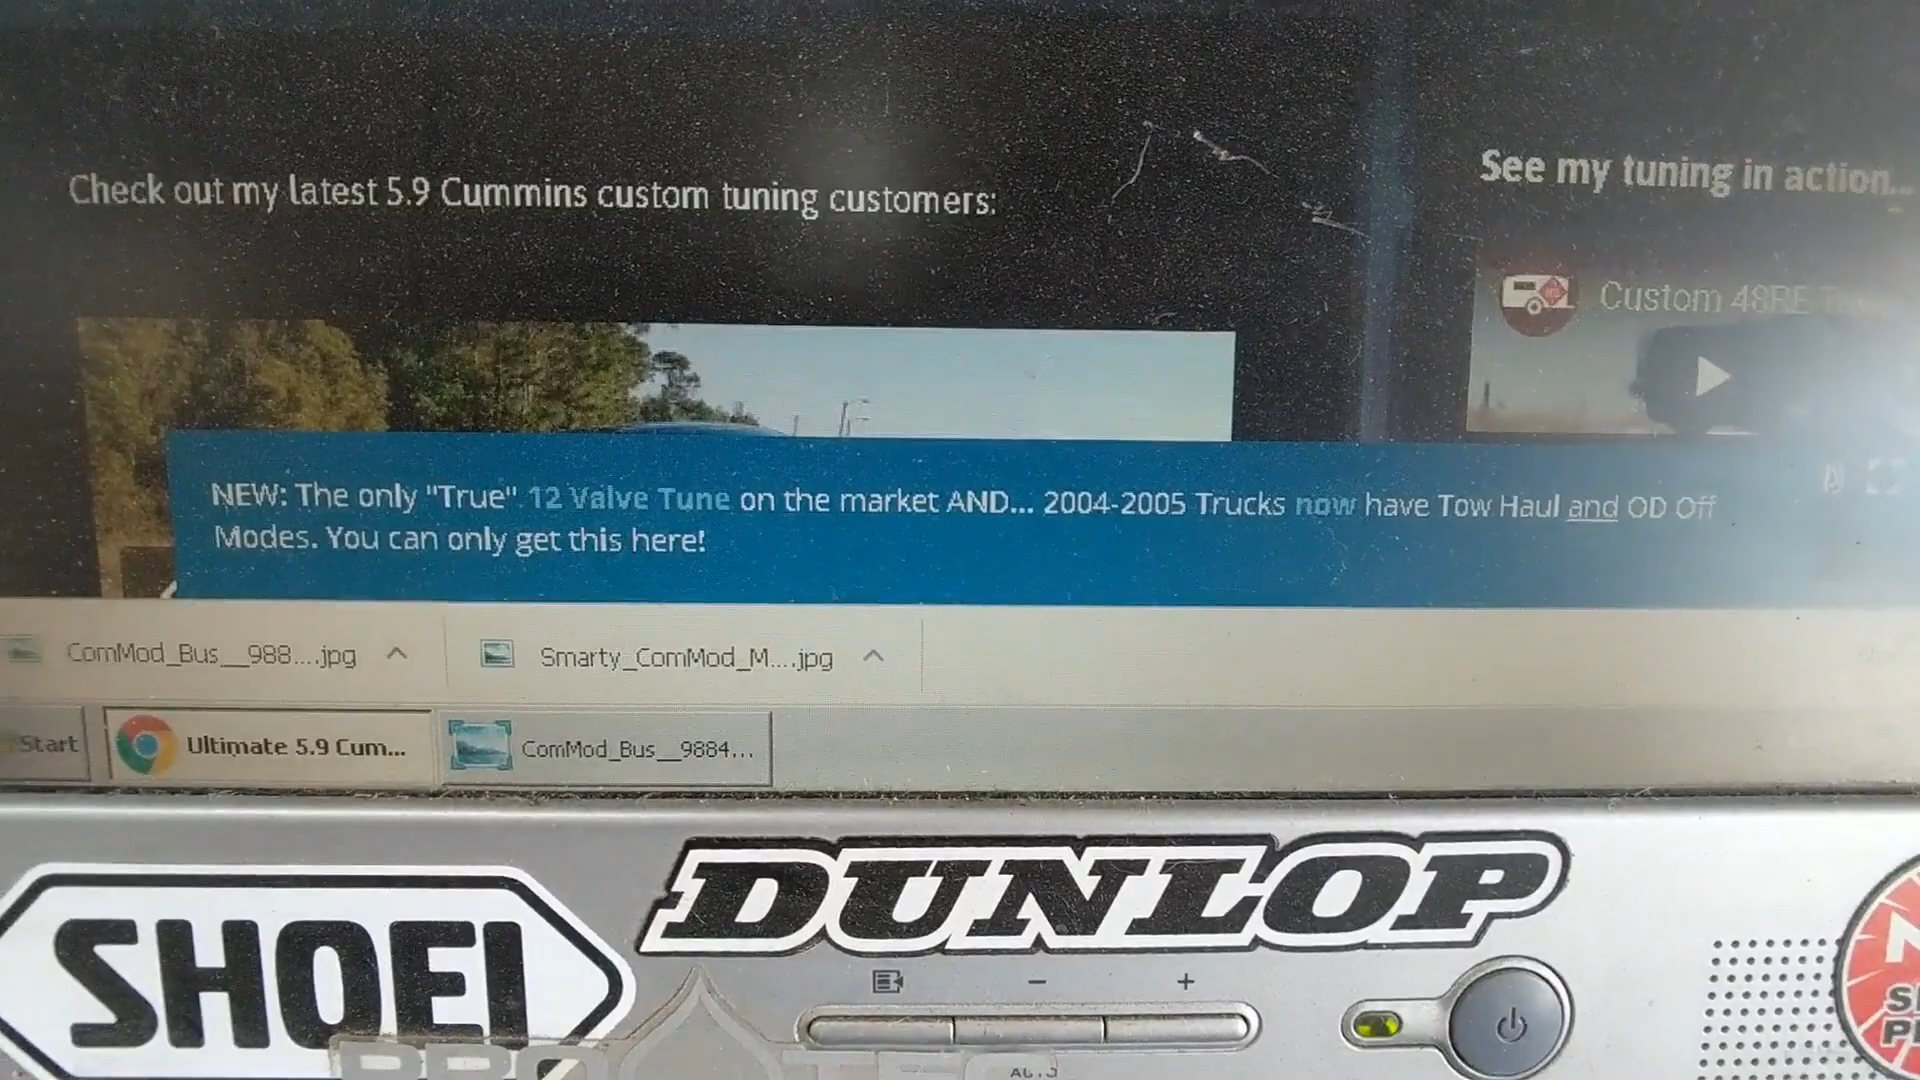 Check out my latest 5.9 Cummins custom tuning customers:
See my tuning in action...
Custom 48RE
NEW: The only "True" 12 Valve Tune on the market AND... 2004-2005 Trucks now have Tow Haul and OD Off
Modes. You can only get this here!
ComMod_Bus__988....jpg
Smarty_ComMod_M....jpg
Start
Ultimate 5.9 Cum...
ComMod_Bus__9884...
DUNLOP
SHOEI
− +
AUTO